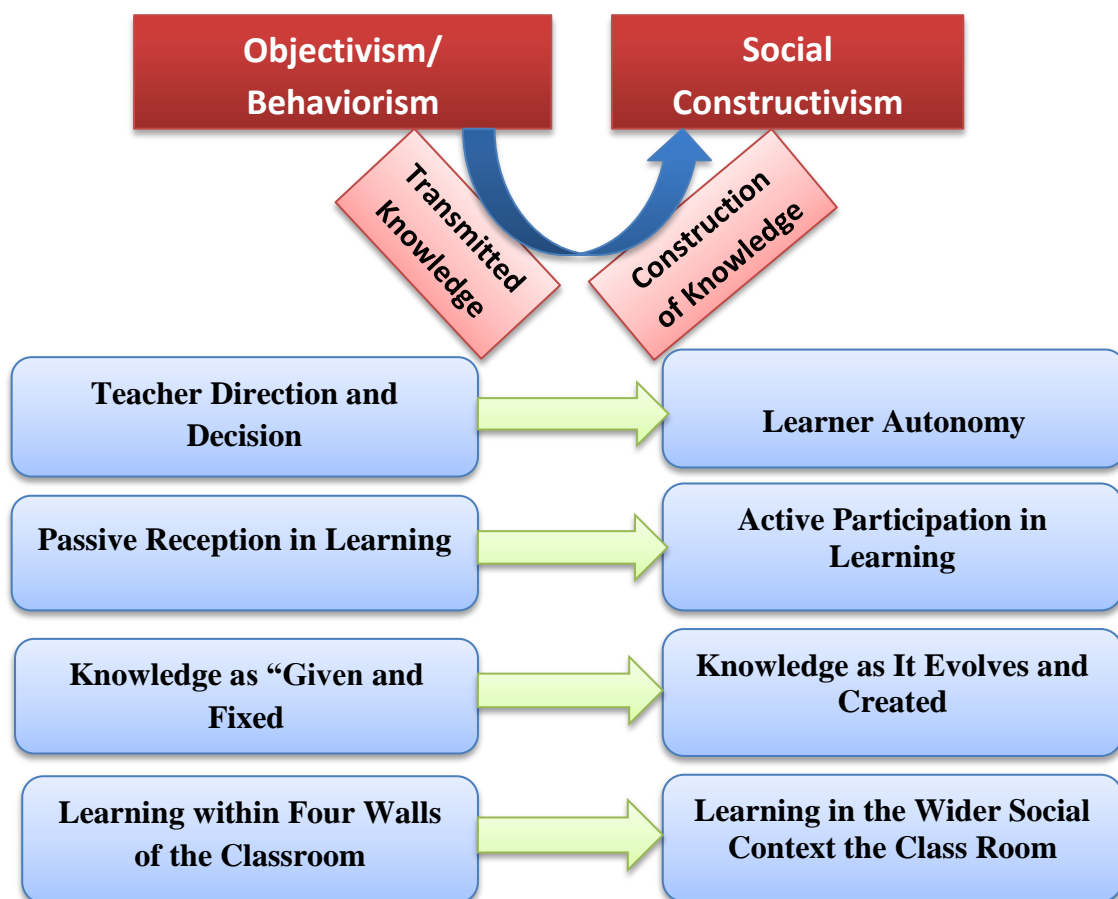 Objectivism/
Behaviorism
Social
Constructivism
Transmitted
Knowledge
Construction
of Knowledge
Teacher Direction and
Decision
Learner Autonomy
Passive Reception in Learning
Active Participation in
Learning
Knowledge as “Given and
Fixed
Knowledge as It Evolves and
Created
Learning within Four Walls
of the Classroom
Learning in the Wider Social
Context the Class Room